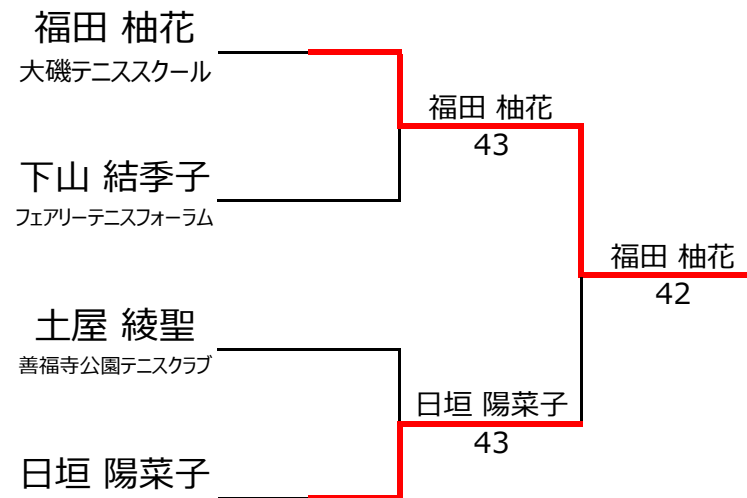 福田 柚花
大磯テニススクール
福田 柚花
43
下山 結季子
フェアリーテニスフォーラム
福田 柚花
42
土屋 綾聖
善福寺公園テニスクラブ
日垣 陽菜子
43
日垣 陽菜子